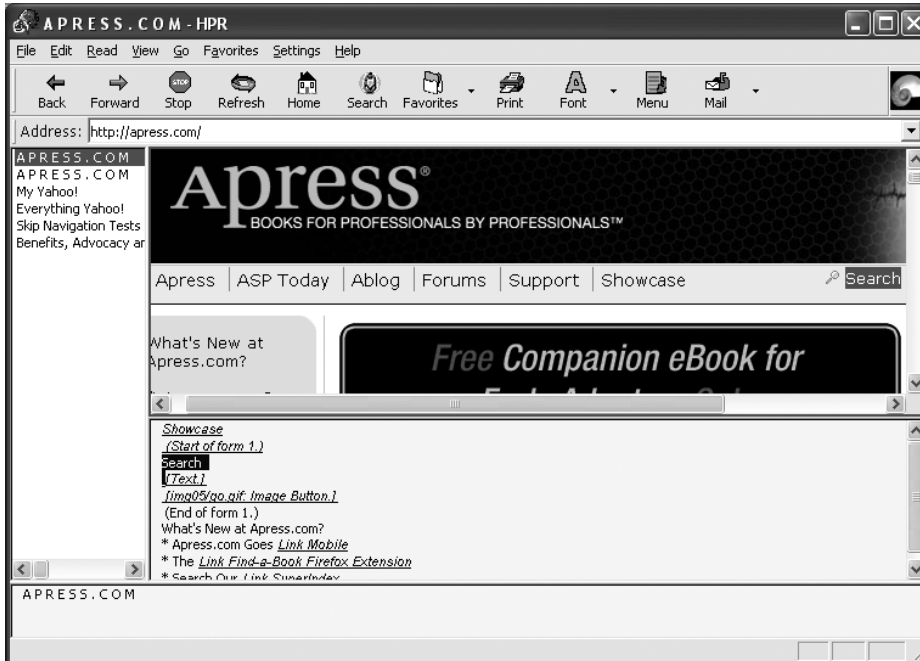 APRESS.COM - HPR
File Edit Read View Go Favorites Settings Help
STOP
Back Forward Stop Refresh Home Search Favorites Print Font Menu Mail
Address: http://apress.com/
APRESS.COM
APRESS.COM
My Yahoo!
Everything Yahoo!
Skip Navigation Tests
Benefits, Advocacy ar
Apress®
BOOKS FOR PROFESSIONALS BY PROFESSIONALS™
Apress ASP Today Ablog Forums Support Showcase Search
What's New at
Apress.com?
Free Companion eBook for
Showcase
(Start of form 1.)
Search
[Text.]
[img05/go.gif: Image Button.]
(End of form 1.)
What's New at Apress.com?
* Apress.com Goes Link Mobile
* The Link Find-a-Book Firefox Extension
* Search Our Link SuperIndex
APRESS.COM